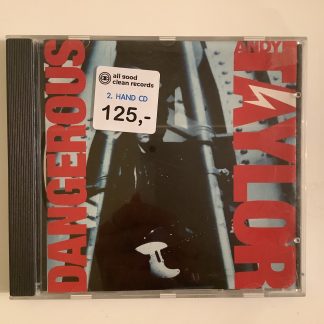 all good
clean records
2. HAND CD
125,-
DANGEROUS
ANDY
TAYLOR